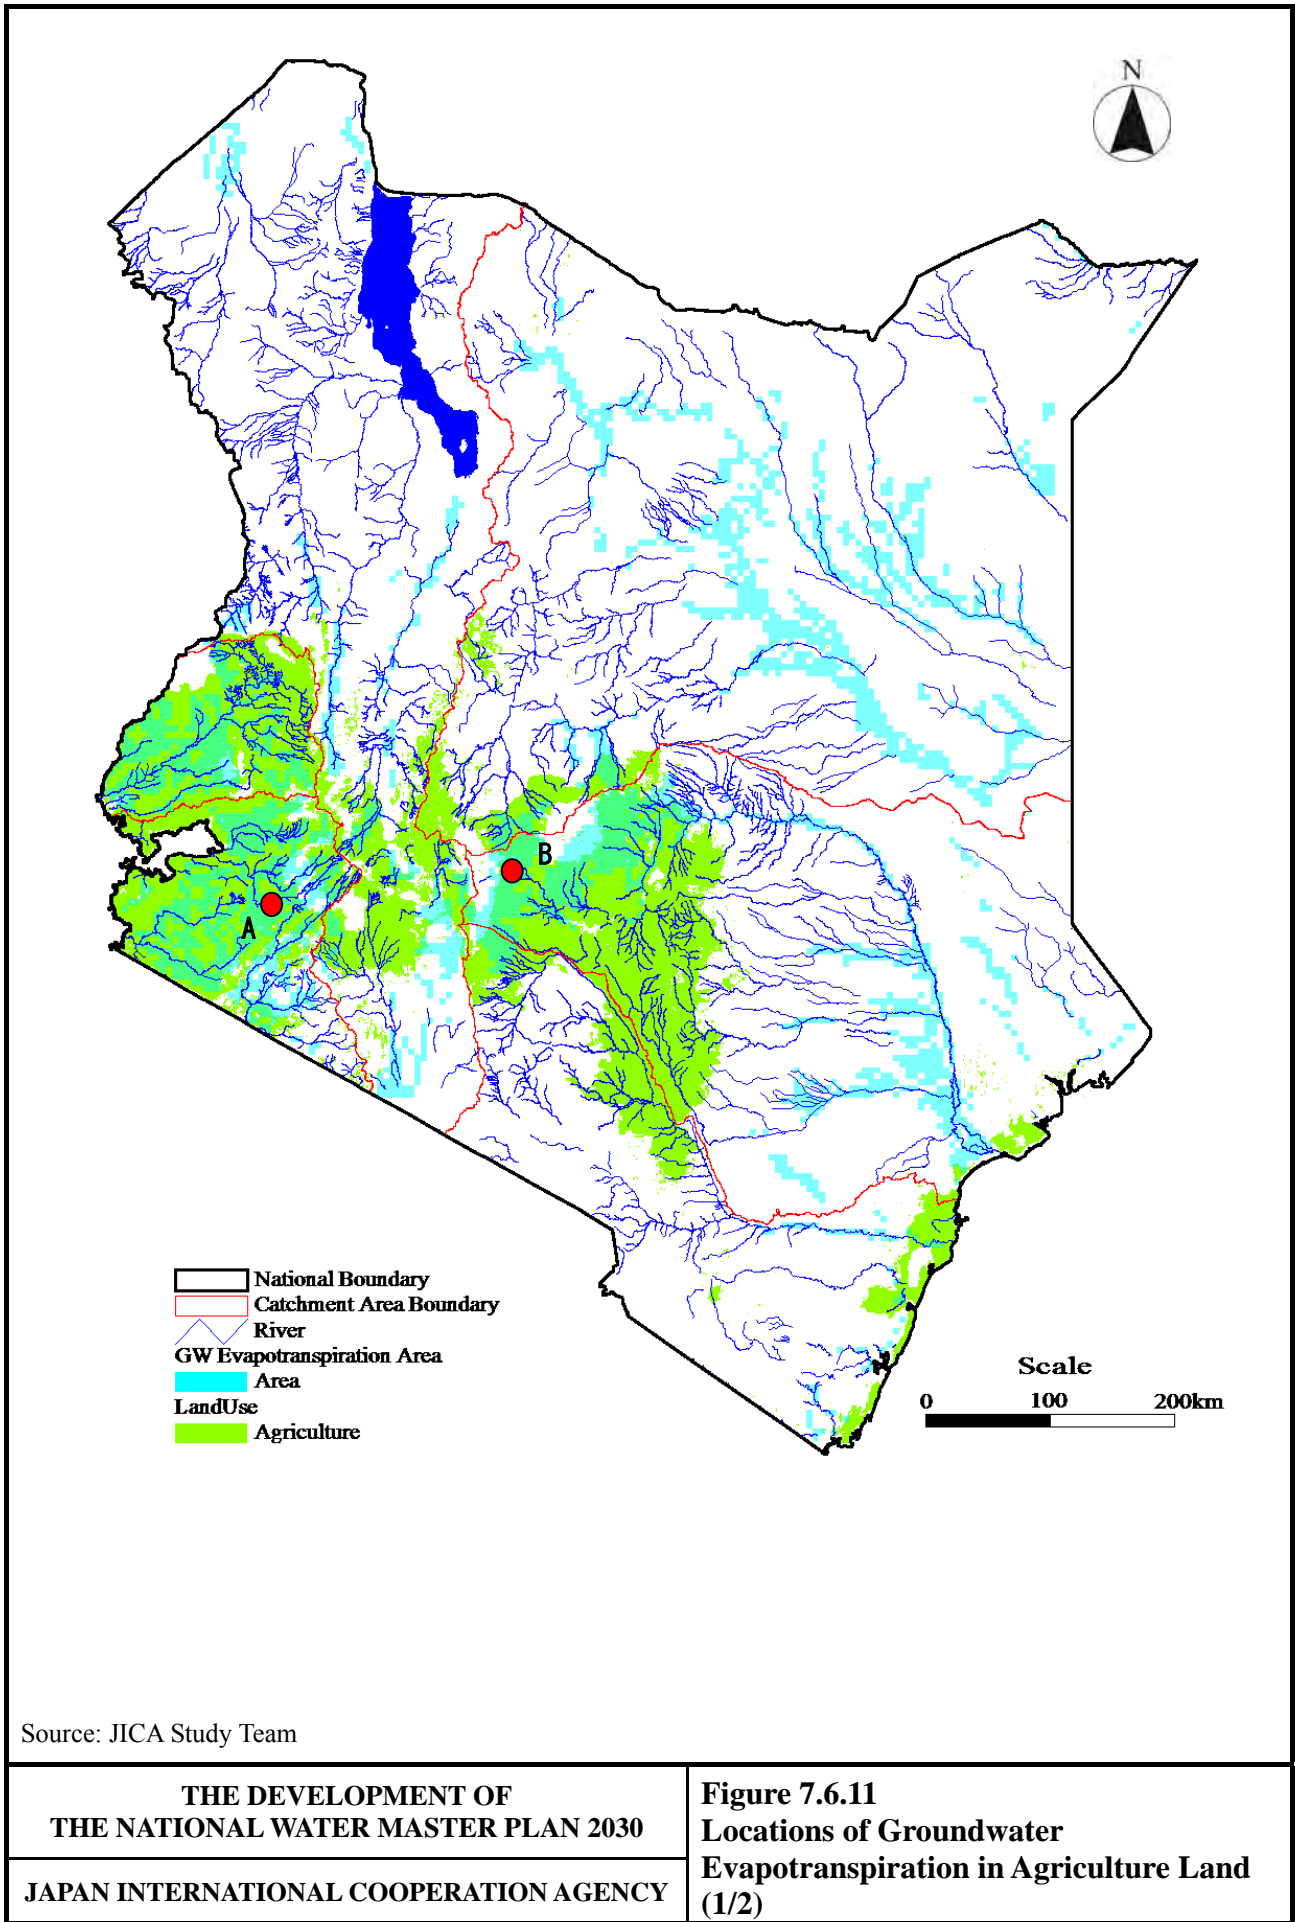 N
B
A
National Boundary
Catchment Area Boundary
River
GW Evapotranspiration Area
Area
LandUse
Agriculture
Scale
0 100 200km
Source: JICA Study Team
THE DEVELOPMENT OF
THE NATIONAL WATER MASTER PLAN 2030
JAPAN INTERNATIONAL COOPERATION AGENCY
Figure 7.6.11
Locations of Groundwater
Evapotranspiration in Agriculture Land
(1/2)